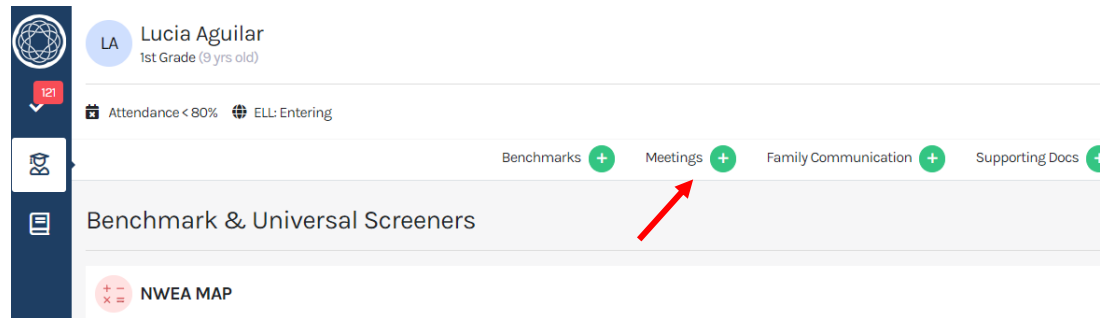 LA
Lucia Aguilar
1st Grade (9 yrs old)
121
Attendance < 80% ELL: Entering
Benchmarks + Meetings + Family Communication + Supporting Docs +
Benchmark & Universal Screeners
NWEA MAP